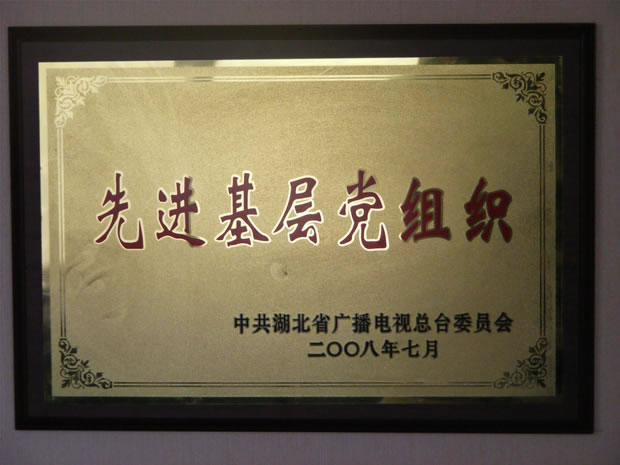 先进基层党组织
中共湖北省广播电视总台委员会
二〇〇八年七月